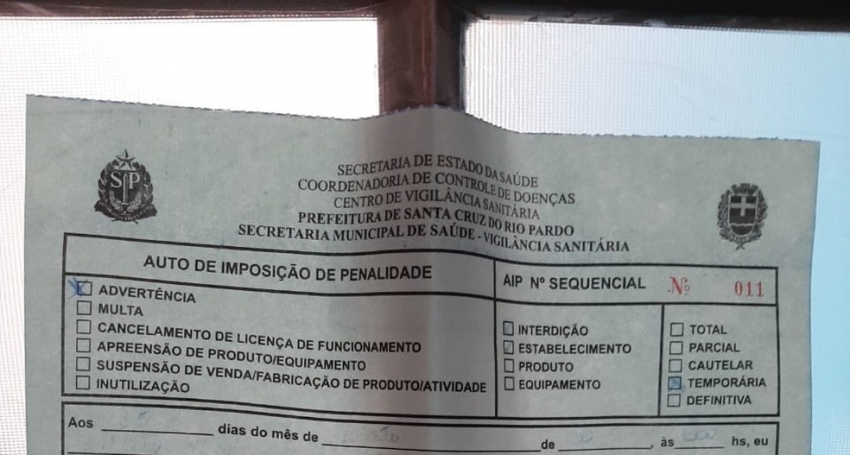 SP
SECRETARIA DE ESTADO DA SAÚDE
COORDENADORIA DE CONTROLE DE DOENÇAS
CENTRO DE VIGILÂNCIA SANITÁRIA
PREFEITURA DE SANTA CRUZ DO RIO PARDO
SECRETARIA MUNICIPAL DE SAÚDE - VIGILÂNCIA SANITÁRIA
AUTO DE IMPOSIÇÃO DE PENALIDADE
AIP Nº SEQUENCIAL Nº 011
ADVERTÊNCIA
MULTA
CANCELAMENTO DE LICENÇA DE FUNCIONAMENTO
APREENSÃO DE PRODUTO/EQUIPAMENTO
SUSPENSÃO DE VENDA/FABRICAÇÃO DE PRODUTO/ATIVIDADE
INUTILIZAÇÃO
INTERDIÇÃO
ESTABELECIMENTO
PRODUTO
EQUIPAMENTO
TOTAL
PARCIAL
CAUTELAR
TEMPORÁRIA
DEFINITIVA
Aos dias do mês de de , às hs, eu